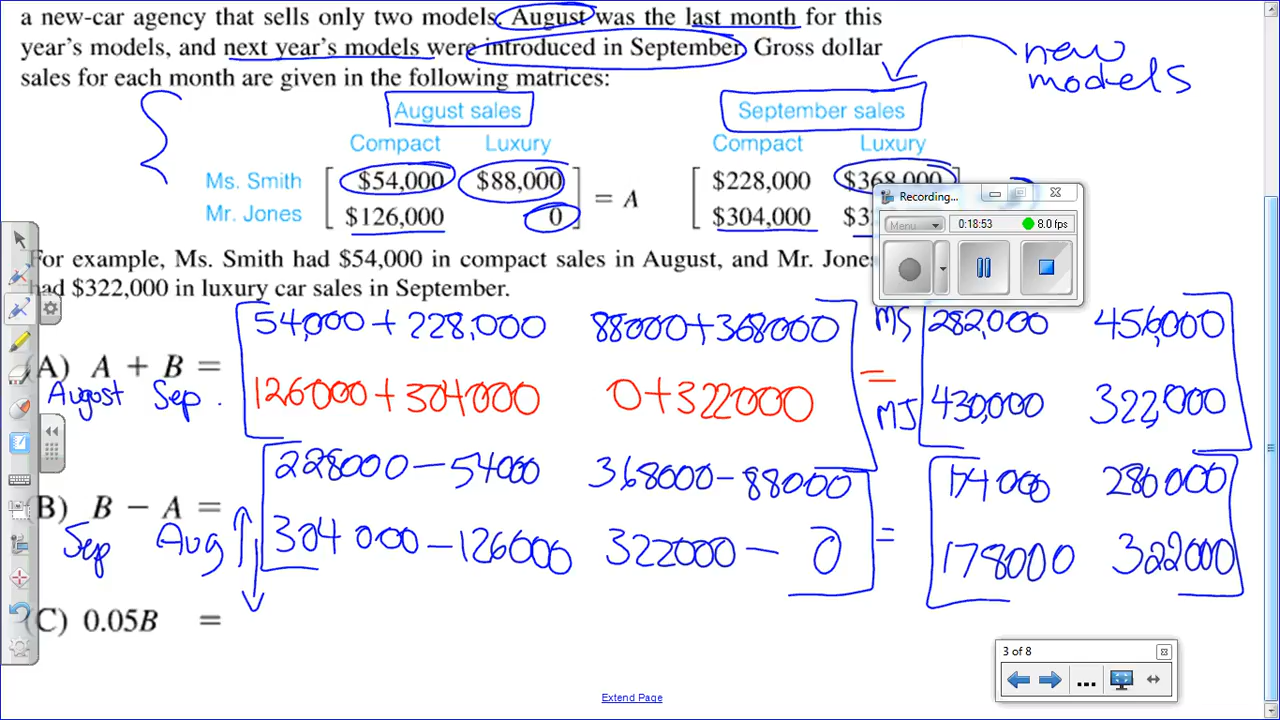 a new-car agency that sells only two models. August was the last month for this
year's models, and next year's models were introduced in September. Gross dollar
sales for each month are given in the following matrices:
new
models
August sales September sales
Compact Luxury Compact Luxury
Ms. Smith $54,000 $88,000 = A $228,000 $368,000
Mr. Jones $126,000 0 $304,000
Recording...
Menu 0:18:53 8.0 fps
For example, Ms. Smith had $54,000 in compact sales in August, and Mr.
had $322,000 in luxury car sales in September.
54,000 + 228,000 88000 + 368000 MS 282,000 456,000
(A) A + B =
August Sep.
126000 + 304000 0 + 322000 = MJ 430,000 322,000
228000 - 54000 368000 - 88000 174000 280000
(B) B − A =
Sep Aug 304000 - 126000 322000 - 0 = 178000 322000
(C) 0.05B =
3 of 8
...
Extend Page